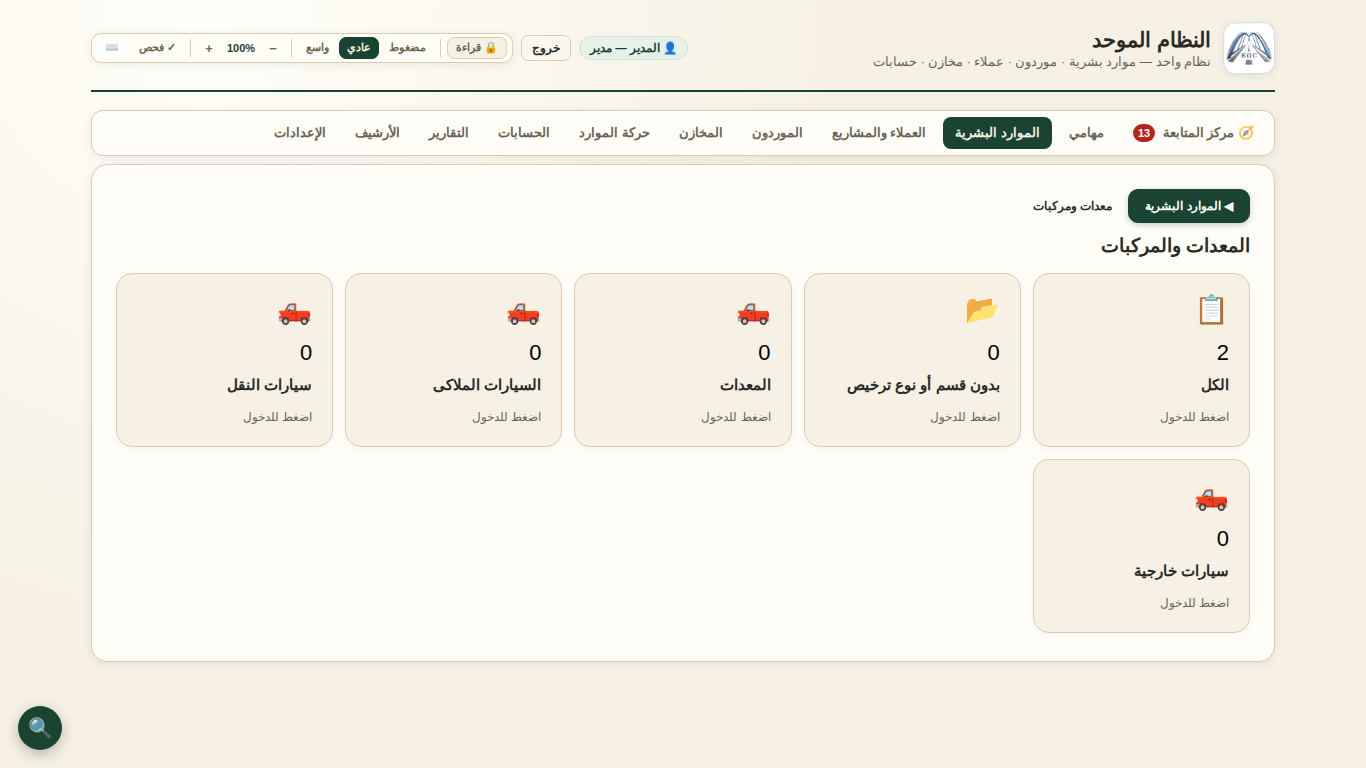 ROC
النظام الموحد
نظام واحد — موارد بشرية · موردون · عملاء · مخازن · حسابات
المدير — مدير
خروج
قراءة
مضغوط
عادي
واسع
−
100%
+
✓ فحص
مركز المتابعة 13
مهامي
الموارد البشرية
العملاء والمشاريع
الموردون
المخازن
حركة الموارد
الحسابات
التقارير
الأرشيف
الإعدادات
◀ الموارد البشرية
معدات ومركبات
المعدات والمركبات
2
الكل
اضغط للدخول
0
بدون قسم أو نوع ترخيص
اضغط للدخول
0
المعدات
اضغط للدخول
0
السيارات الملاكى
اضغط للدخول
0
سيارات النقل
اضغط للدخول
0
سيارات خارجية
اضغط للدخول